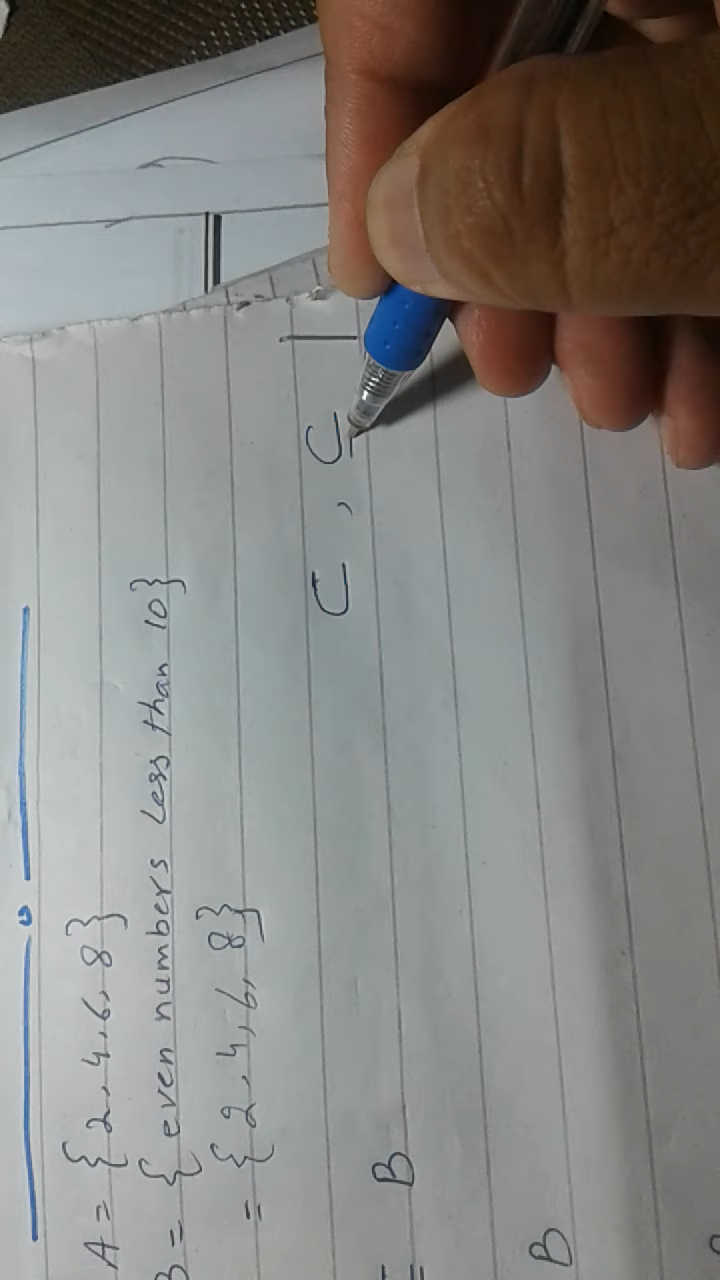 A = {2, 4, 6, 8}
B = {even numbers less than 10}
= {2, 4, 6, 8}
⊂ , ⊆
B
B